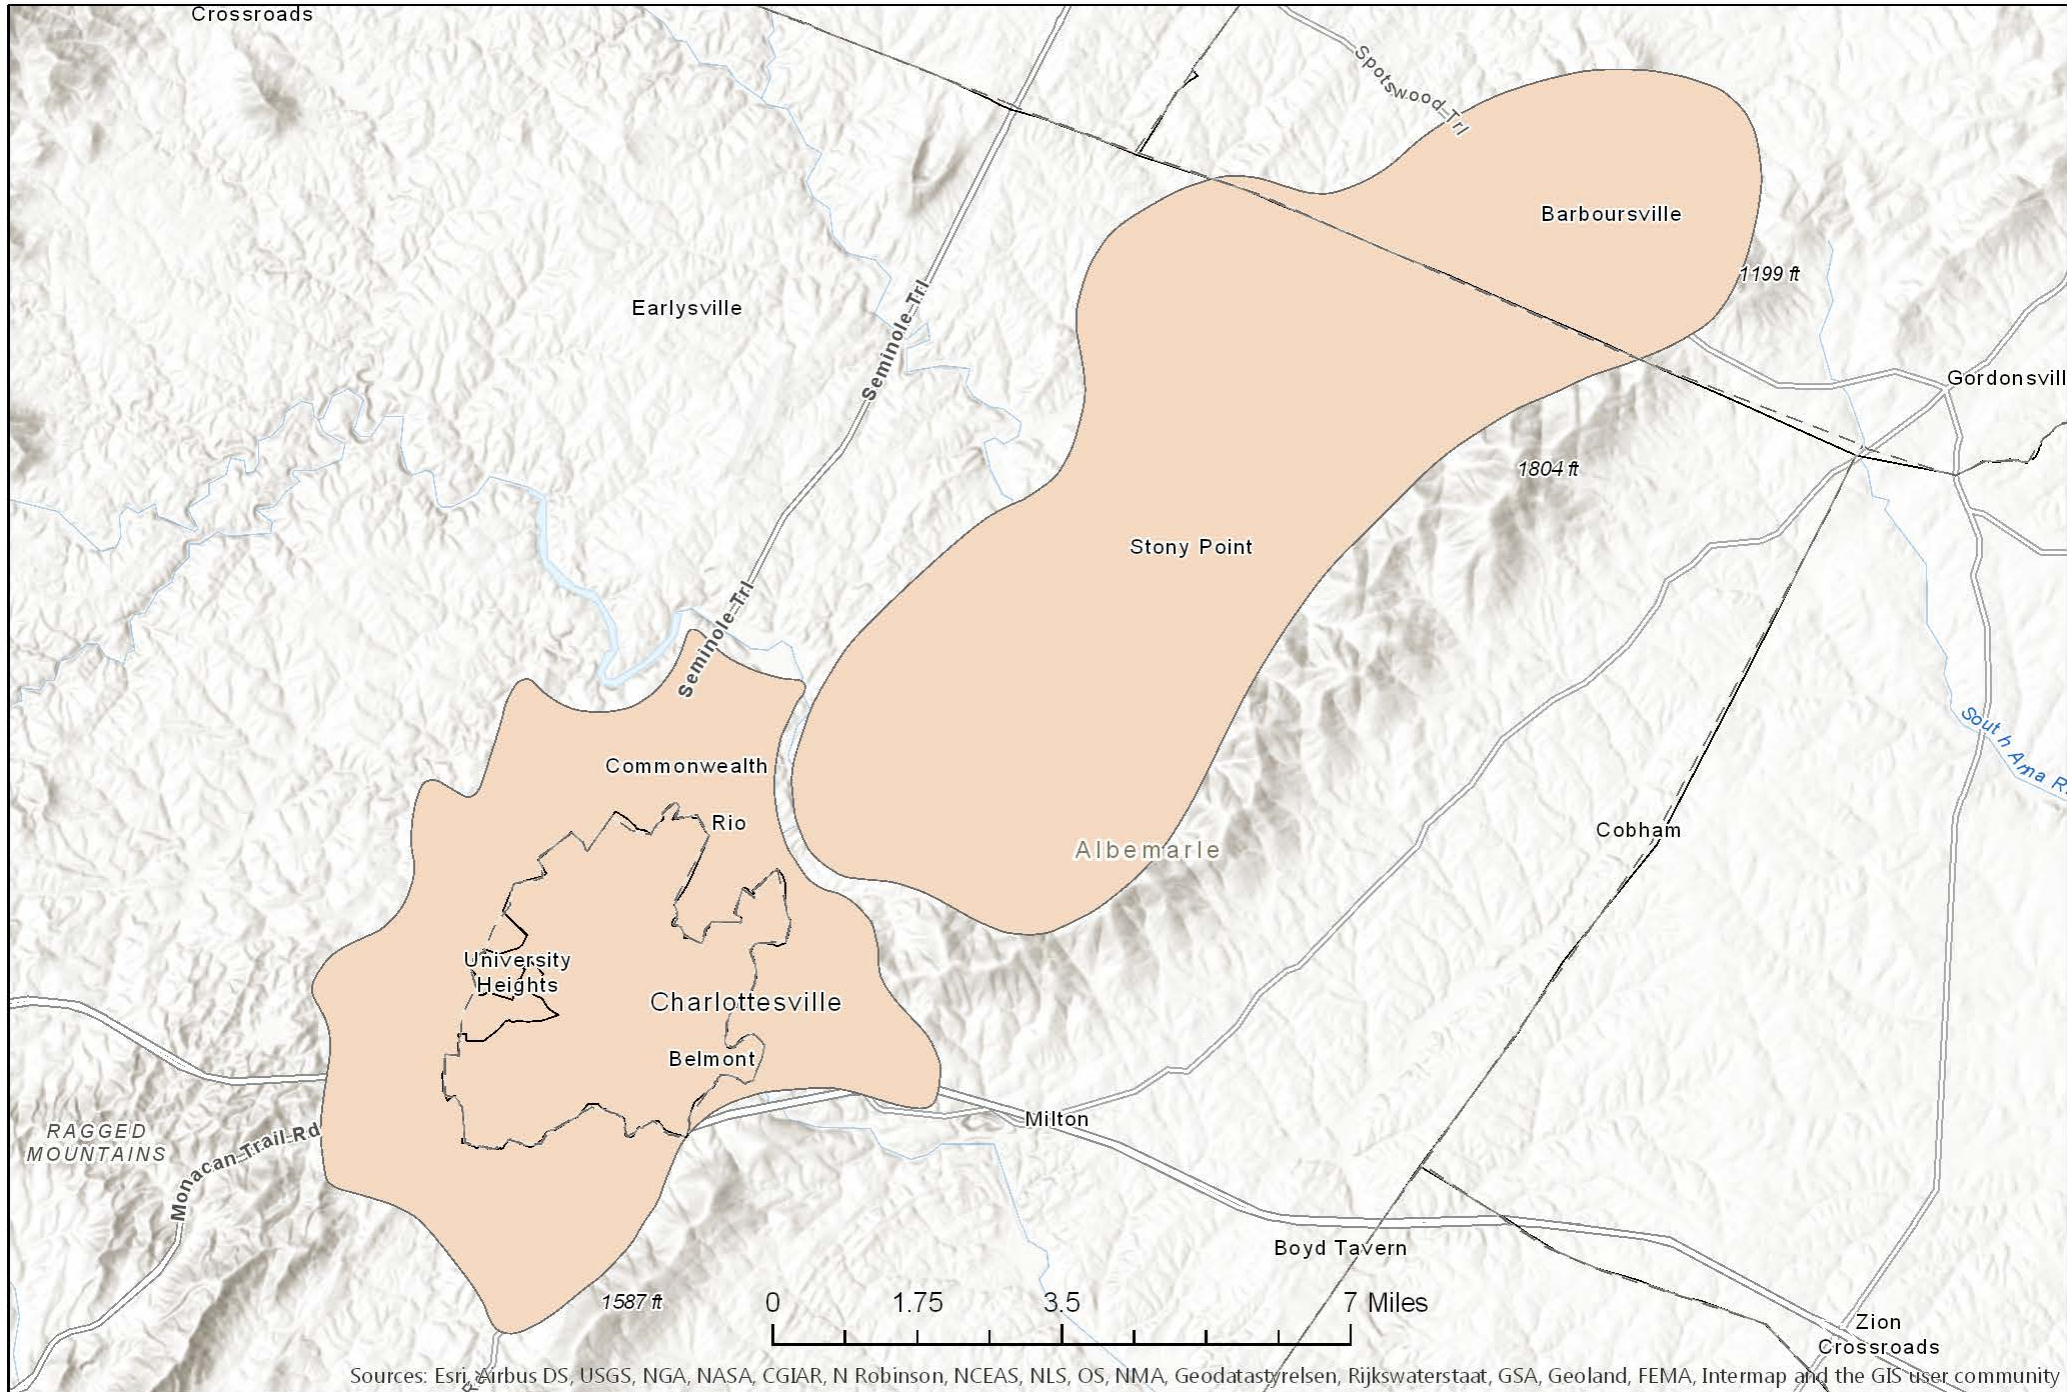 Crossroads
Spotswood Trl
Barboursville
1199 ft
Earlysville
Seminole Trl
Gordonsvill
1804 ft
Stony Point
Seminole Trl
South Anna R.
Commonwealth
Rio
Cobham
Albemarle
University
Heights
Charlottesville
Belmont
Milton
RAGGED
MOUNTAINS
Monacan Trail Rd
Boyd Tavern
1587 ft
0 1.75 3.5 7 Miles
Zion
Crossroads
Sources: Esri, Airbus DS, USGS, NGA, NASA, CGIAR, N Robinson, NCEAS, NLS, OS, NMA, Geodatastyrelsen, Rijkswaterstaat, GSA, Geoland, FEMA, Intermap and the GIS user community